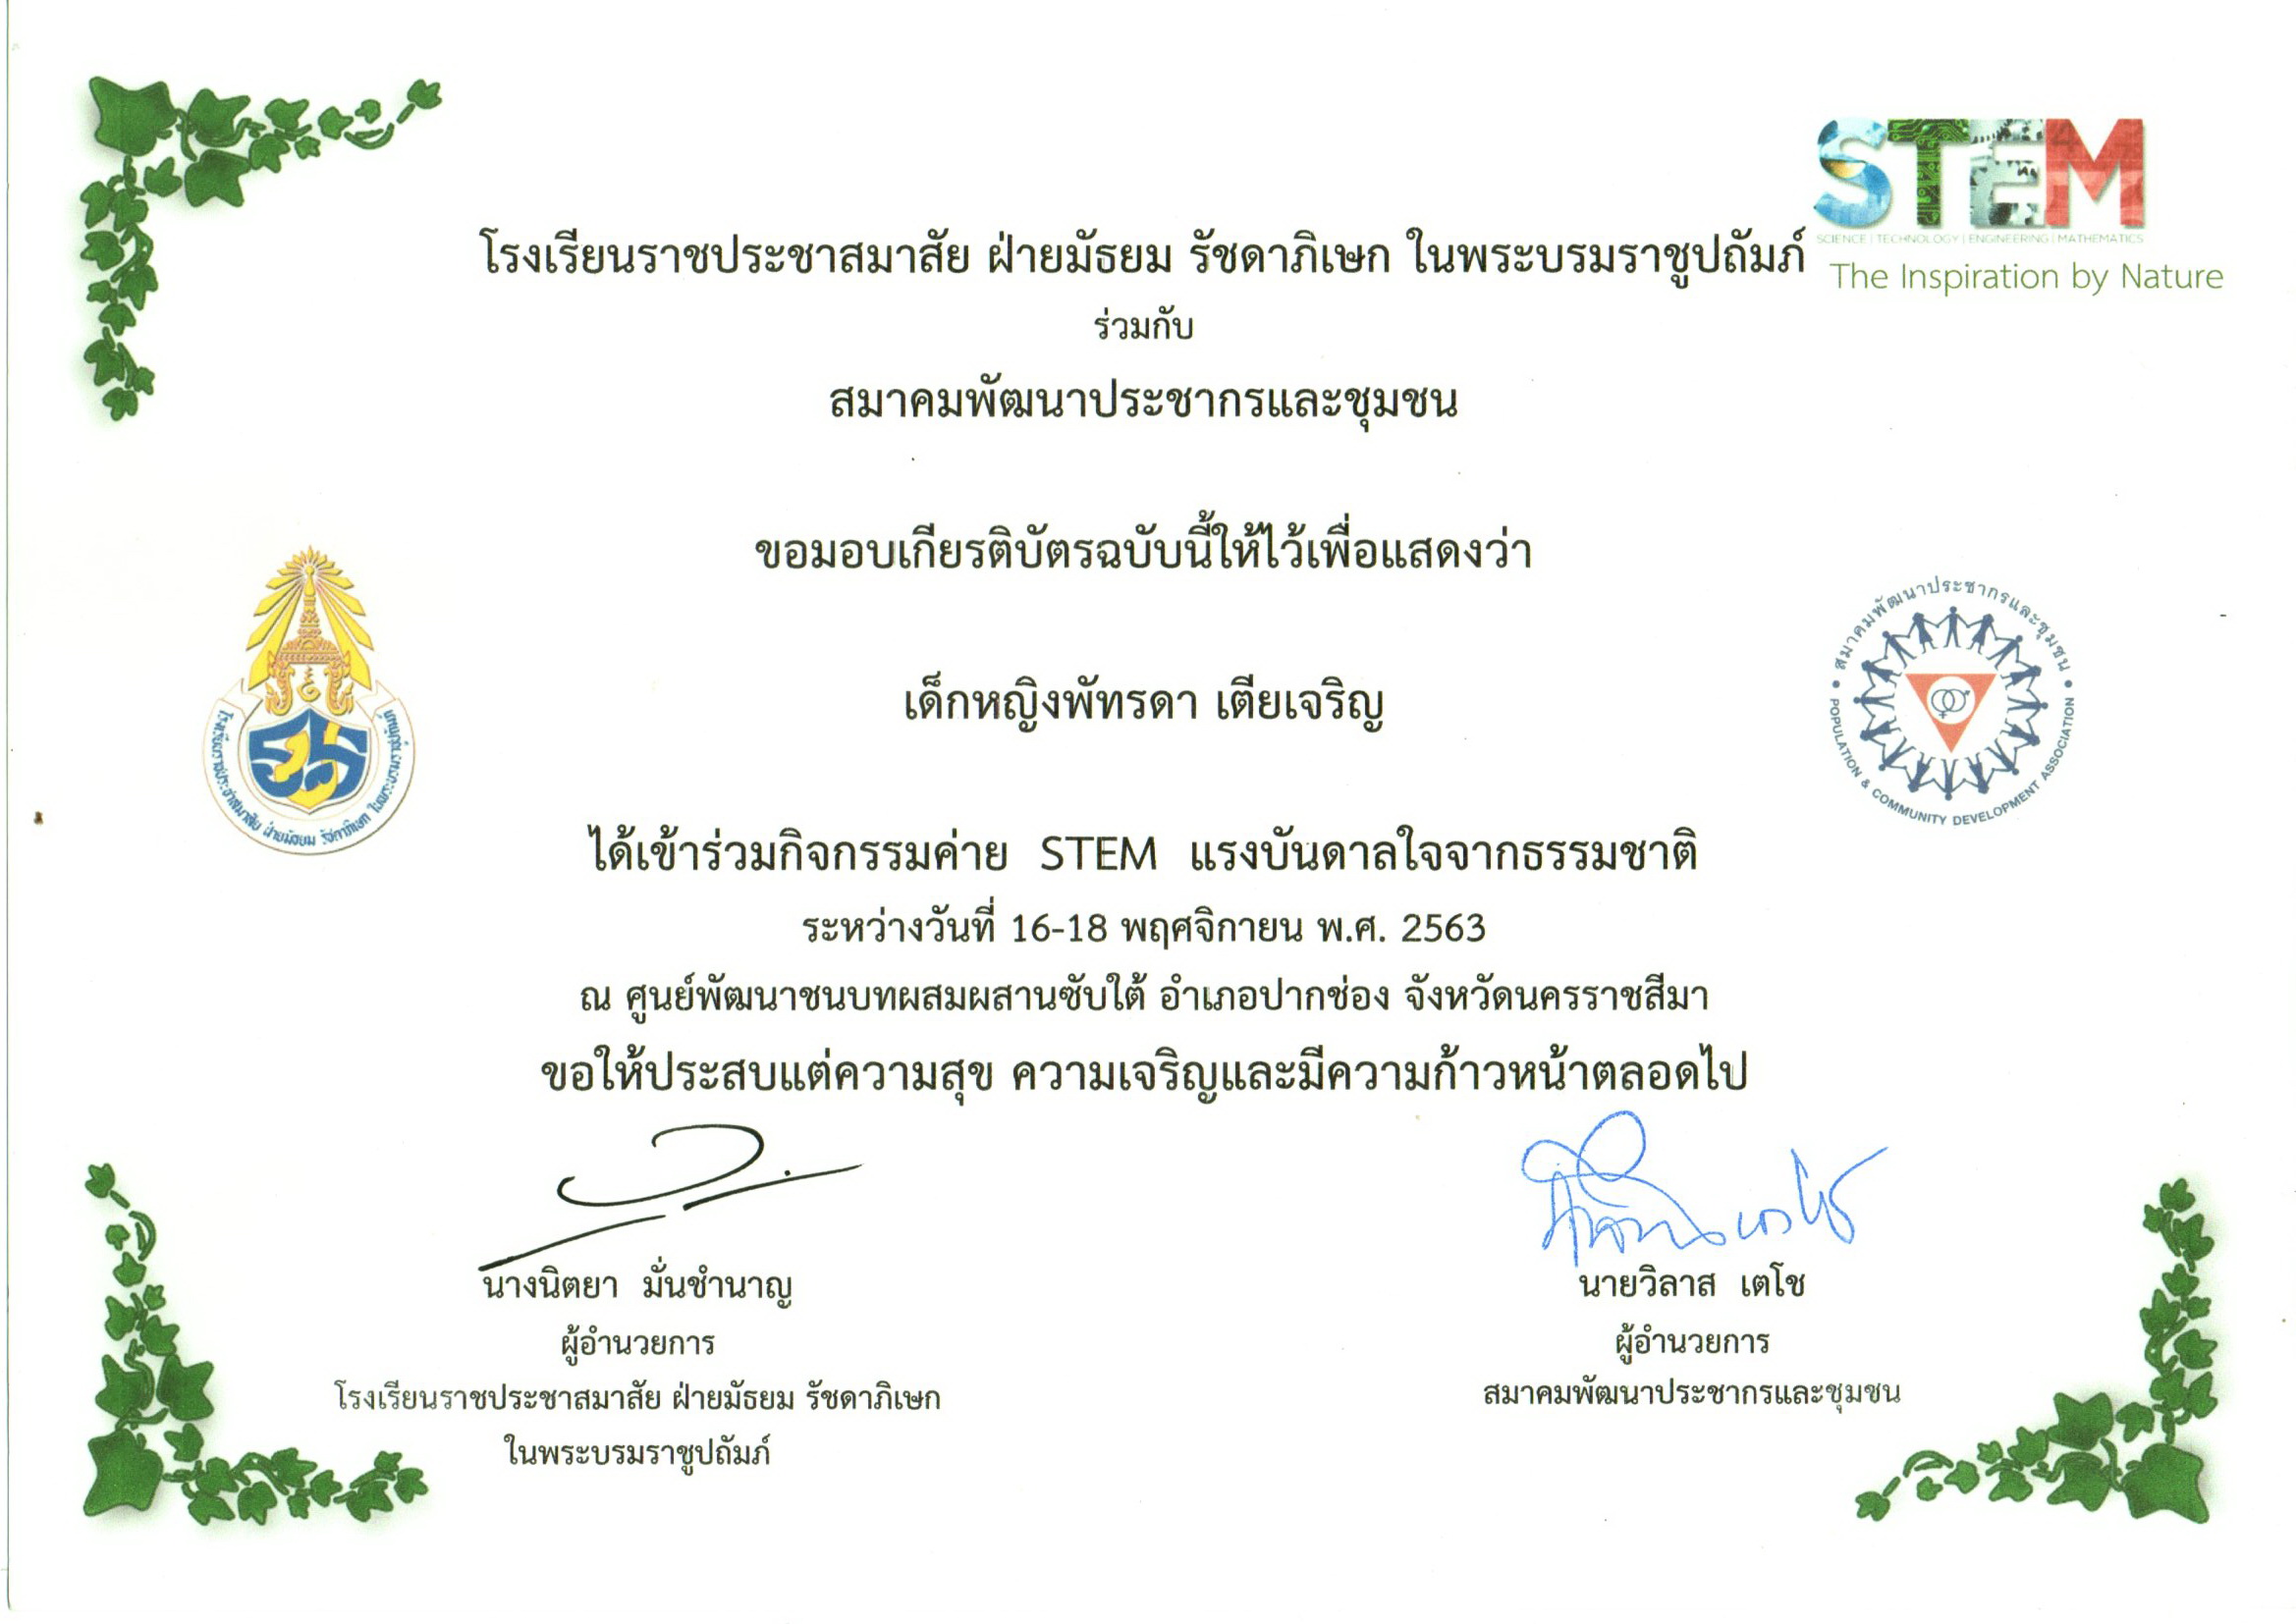 STEM
SCIENCE | TECHNOLOGY | ENGINEERING | MATHEMATICS
The Inspiration by Nature
โรงเรียนราชประชาสมาสัย ฝ่ายมัธยม รัชดาภิเษก ในพระบรมราชูปถัมภ์
ร่วมกับ
สมาคมพัฒนาประชากรและชุมชน
ขอมอบเกียรติบัตรฉบับนี้ให้ไว้เพื่อแสดงว่า
โรงเรียนราชประชาสมาสัย ฝ่ายมัธยม รัชดาภิเษก ในพระบรมราชูปถัมภ์
สมาคมพัฒนาประชากรและชุมชน
POPULATION & COMMUNITY DEVELOPMENT ASSOCIATION
เด็กหญิงพัทรดา เตียเจริญ
ได้เข้าร่วมกิจกรรมค่าย STEM แรงบันดาลใจจากธรรมชาติ
ระหว่างวันที่ 16-18 พฤศจิกายน พ.ศ. 2563
ณ ศูนย์พัฒนาชนบทผสมผสานซับใต้ อำเภอปากช่อง จังหวัดนครราชสีมา
ขอให้ประสบแต่ความสุข ความเจริญและมีความก้าวหน้าตลอดไป
นางนิตยา มั่นชำนาญ
ผู้อำนวยการ
โรงเรียนราชประชาสมาสัย ฝ่ายมัธยม รัชดาภิเษก
ในพระบรมราชูปถัมภ์
นายวิลาส เตโช
ผู้อำนวยการ
สมาคมพัฒนาประชากรและชุมชน